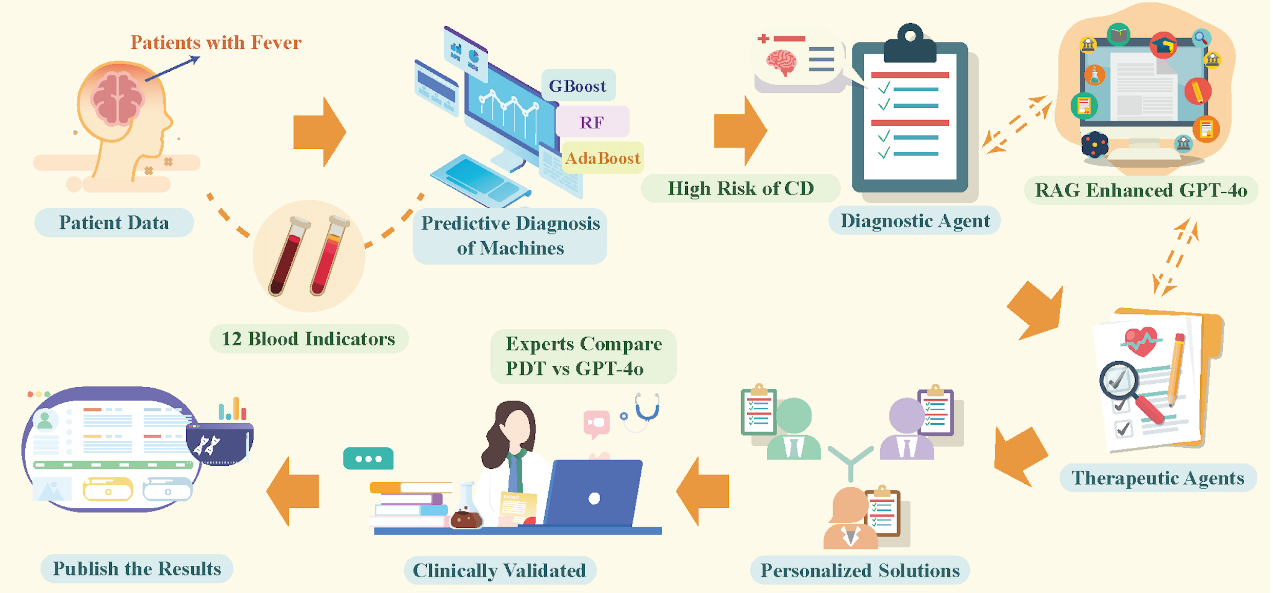 Patients with Fever
Patient Data
12 Blood Indicators
GBoost
RF
AdaBoost
Predictive Diagnosis
of Machines
High Risk of CD
Diagnostic Agent
RAG Enhanced GPT-4o
Therapeutic Agents
Personalized Solutions
Experts Compare
PDT vs GPT-4o
Clinically Validated
Publish the Results